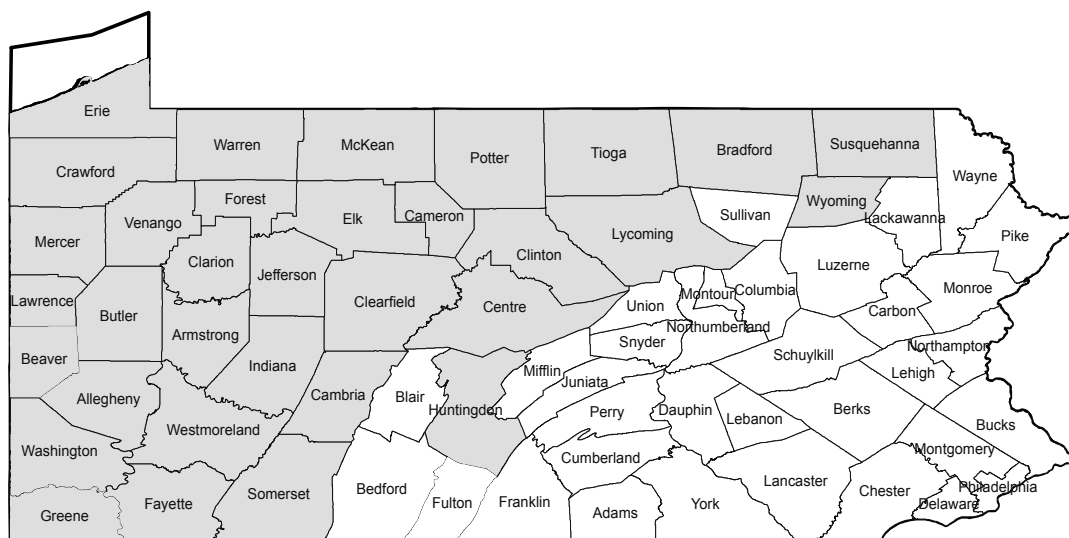 Erie
Warren
McKean
Potter
Tioga
Bradford
Susquehanna
Wayne
Crawford
Forest
Venango
Elk
Cameron
Sullivan
Wyoming
Lackawanna
Mercer
Clarion
Jefferson
Clinton
Lycoming
Luzerne
Pike
Lawrence
Butler
Armstrong
Clearfield
Centre
Union
Montour
Columbia
Carbon
Monroe
Beaver
Indiana
Snyder
Northumberland
Schuylkill
Northampton
Allegheny
Cambria
Blair
Huntingdon
Mifflin
Juniata
Lehigh
Westmoreland
Perry
Dauphin
Lebanon
Berks
Bucks
Washington
Cumberland
Montgomery
Greene
Fayette
Somerset
Bedford
Fulton
Franklin
Adams
York
Lancaster
Chester
Delaware
Philadelphia